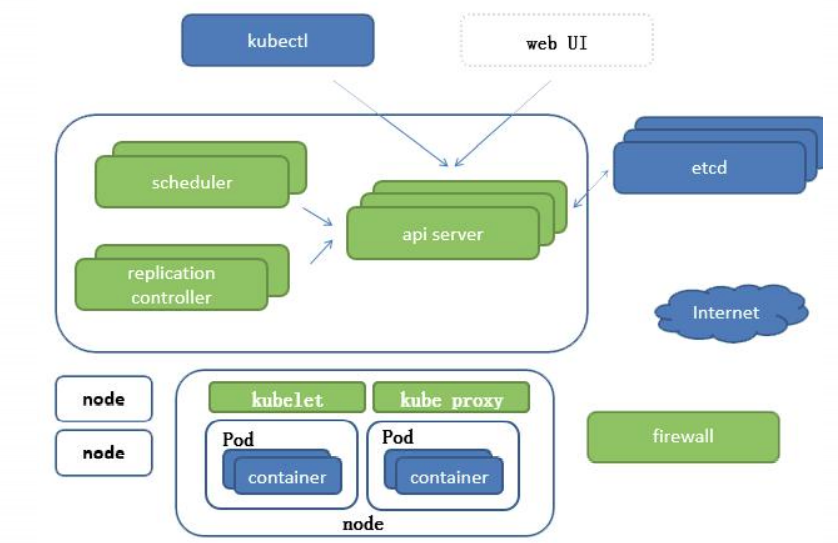 kubectl
web UI
scheduler
etcd
api server
replication
controller
Internet
node
kubelet
kube proxy
firewall
Pod
Pod
node
container
container
node